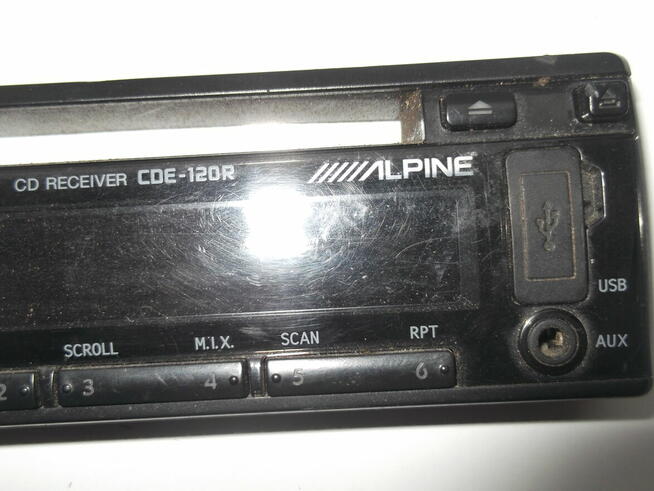 CD RECEIVER CDE-120R
ALPINE
USB
AUX
SCROLL M.I.X. SCAN RPT
2 3 4 5 6